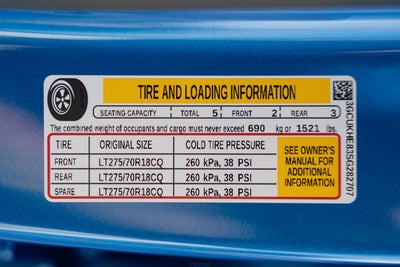 TIRE AND LOADING INFORMATION
SEATING CAPACITY TOTAL 5 FRONT 2 REAR 3
The combined weight of occupants and cargo must never exceed 690 kg or 1521 lbs.
TIRE ORIGINAL SIZE COLD TIRE PRESSURE
FRONT LT275/70R18CQ 260 kPa, 38 PSI
REAR LT275/70R18CQ 260 kPa, 38 PSI
SPARE LT275/70R18CQ 260 kPa, 38 PSI
SEE OWNER'S
MANUAL FOR
ADDITIONAL
INFORMATION
3GCUKHE83SG282707